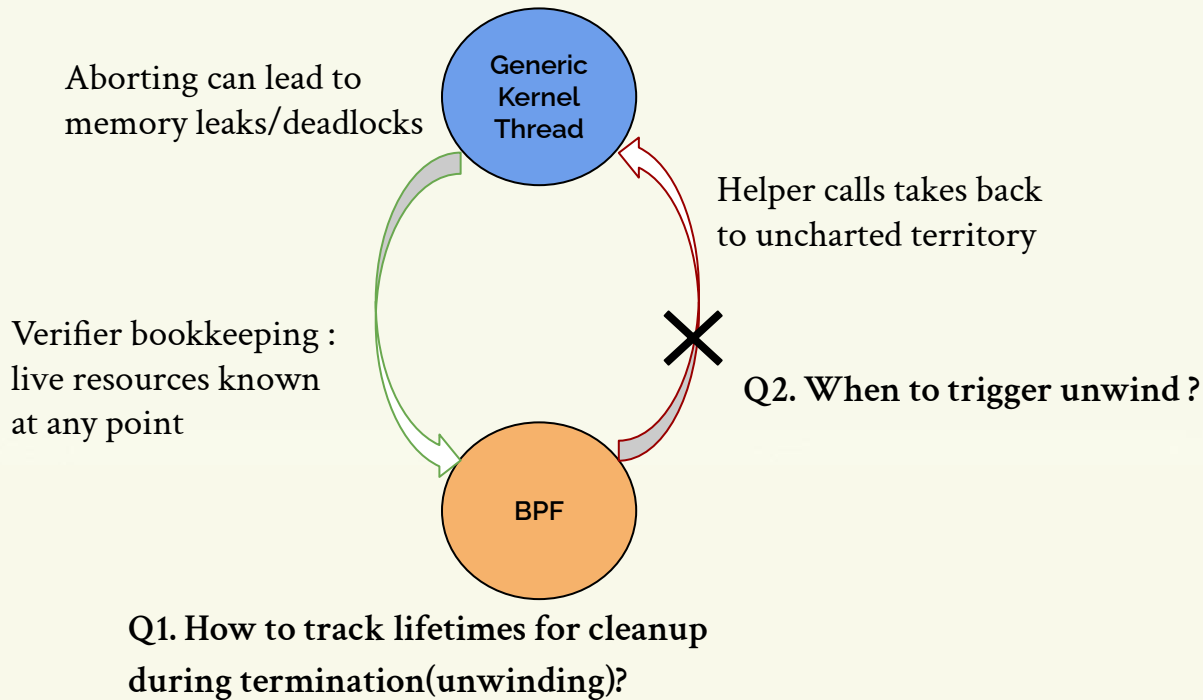 Generic
Kernel
Thread
Aborting can lead to
memory leaks/deadlocks
Helper calls takes back
to uncharted territory
Verifier bookkeeping :
live resources known
at any point
Q2. When to trigger unwind ?
BPF
Q1. How to track lifetimes for cleanup
during termination(unwinding)?